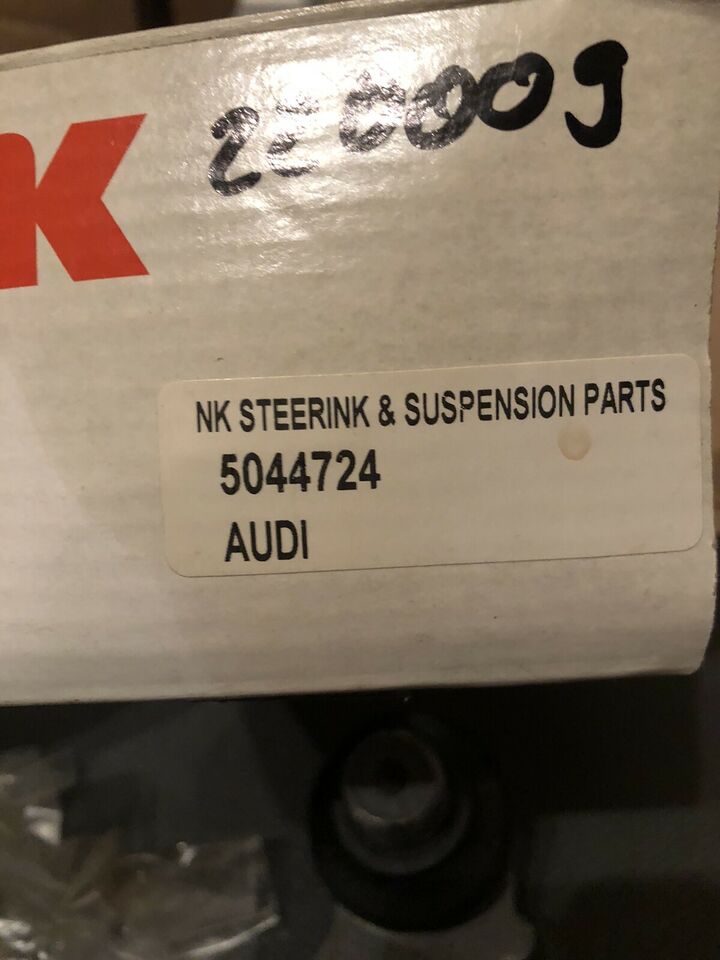 K
NK STEERINK & SUSPENSION PARTS
5044724
AUDI